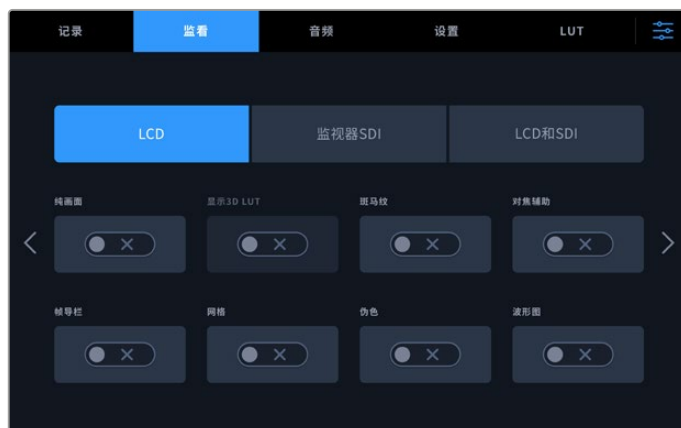 记录 监看 音频 设置 LUT
LCD 监视器SDI LCD和SDI
纯画面 显示3D LUT 斑马纹 对焦辅助
帧导栏 网格 伪色 波形图